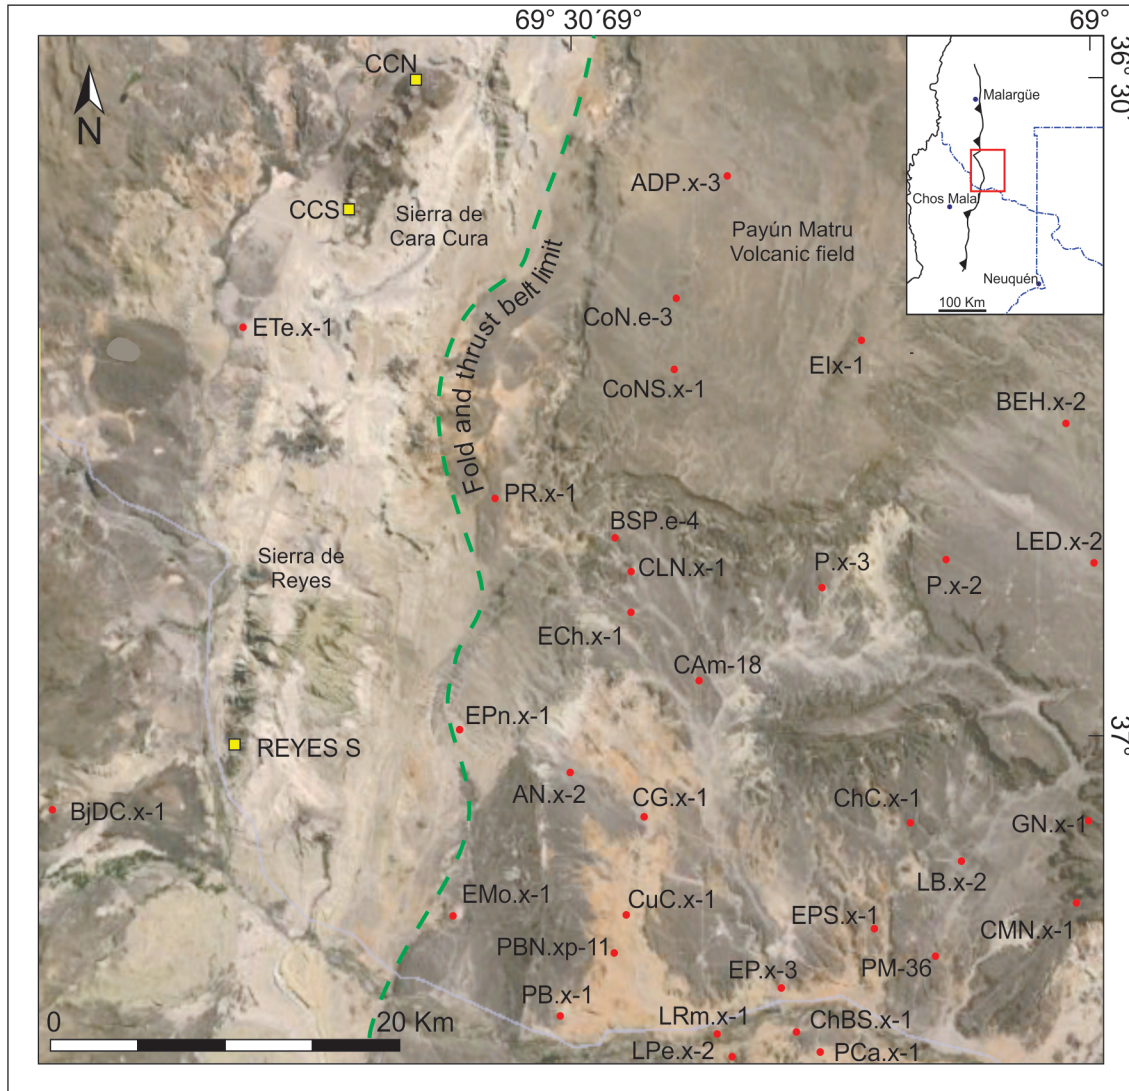 69° 30´69°
69°
36° 30'
37°
N
CCN
CCS
Sierra de
Cara Cura
ADP.x-3
Payún Matru
Volcanic field
Malargüe
Chos Malal
Neuquén
100 Km
Fold and thrust belt limit
ETe.x-1
CoN.e-3
EIx-1
CoNS.x-1
BEH.x-2
PR.x-1
BSP.e-4
CLN.x-1
P.x-3
P.x-2
LED.x-2
Sierra de
Reyes
ECh.x-1
CAm-18
EPn.x-1
REYES S
AN.x-2
CG.x-1
ChC.x-1
GN.x-1
BjDC.x-1
LB.x-2
EMo.x-1
CuC.x-1
EPS.x-1
CMN.x-1
PBN.xp-11
PM-36
EP.x-3
PB.x-1
LRm.x-1
ChBS.x-1
LPe.x-2
PCa.x-1
0
20 Km